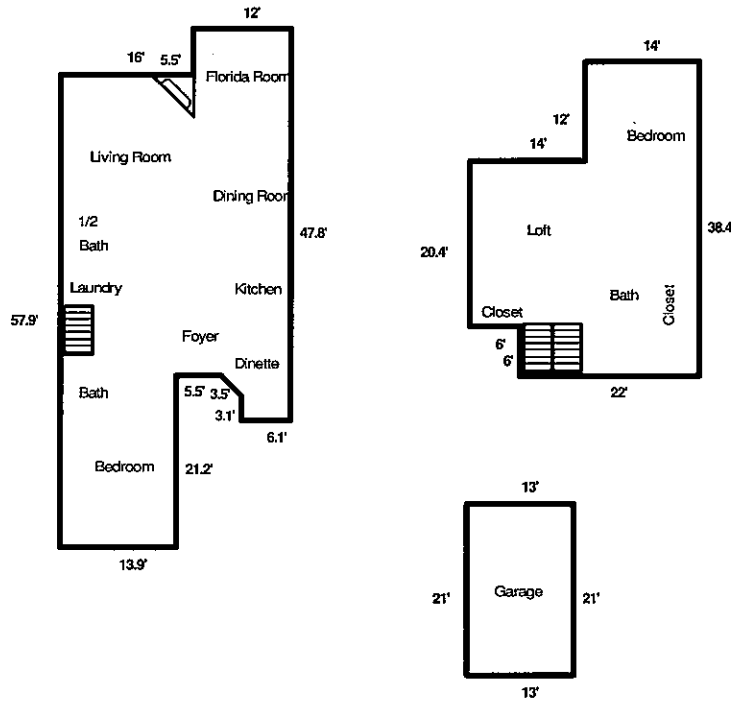 12'
16'
5.5'
Florida Room
Living Room
Dining Roor
1/2
Bath
47.8'
Laundry
Kitchen
57.9'
Foyer
Dinette
Bath
5.5'
3.5'
3.1'
6.1'
Bedroom
21.2'
13.9'
14'
12'
14'
Bedroom
Loft
20.4'
38.4
Bath
Closet
Closet
6'
6'
22'
13'
21'
Garage
21'
13'